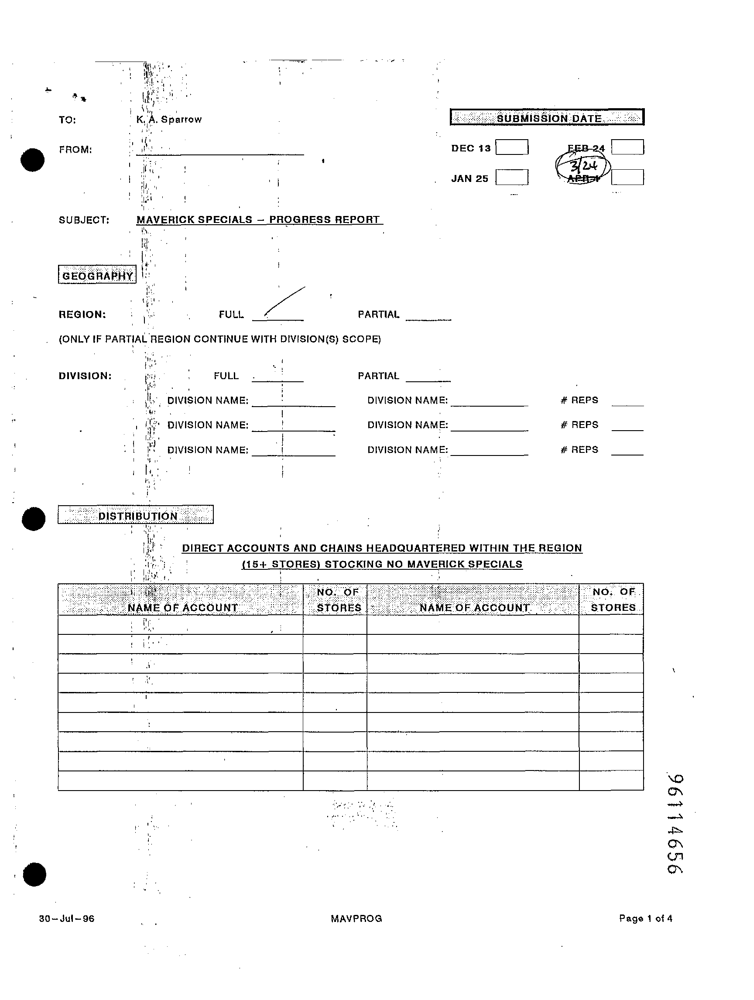 TO: K. A. Sparrow
SUBMISSION DATE
FROM:
DEC 13 FEB 24
3/24
JAN 25 APR 4
SUBJECT: MAVERICK SPECIALS - PROGRESS REPORT
GEOGRAPHY
REGION: FULL PARTIAL
(ONLY IF PARTIAL REGION CONTINUE WITH DIVISION(S) SCOPE)
DIVISION: FULL PARTIAL
DIVISION NAME: DIVISION NAME: # REPS
DIVISION NAME: DIVISION NAME: # REPS
DIVISION NAME: DIVISION NAME: # REPS
DISTRIBUTION
DIRECT ACCOUNTS AND CHAINS HEADQUARTERED WITHIN THE REGION
(15+ STORES) STOCKING NO MAVERICK SPECIALS
NAME OF ACCOUNT NO. OF STORES NAME OF ACCOUNT NO. OF STORES
96114656
30-Jul-96 MAVPROG Page 1 of 4